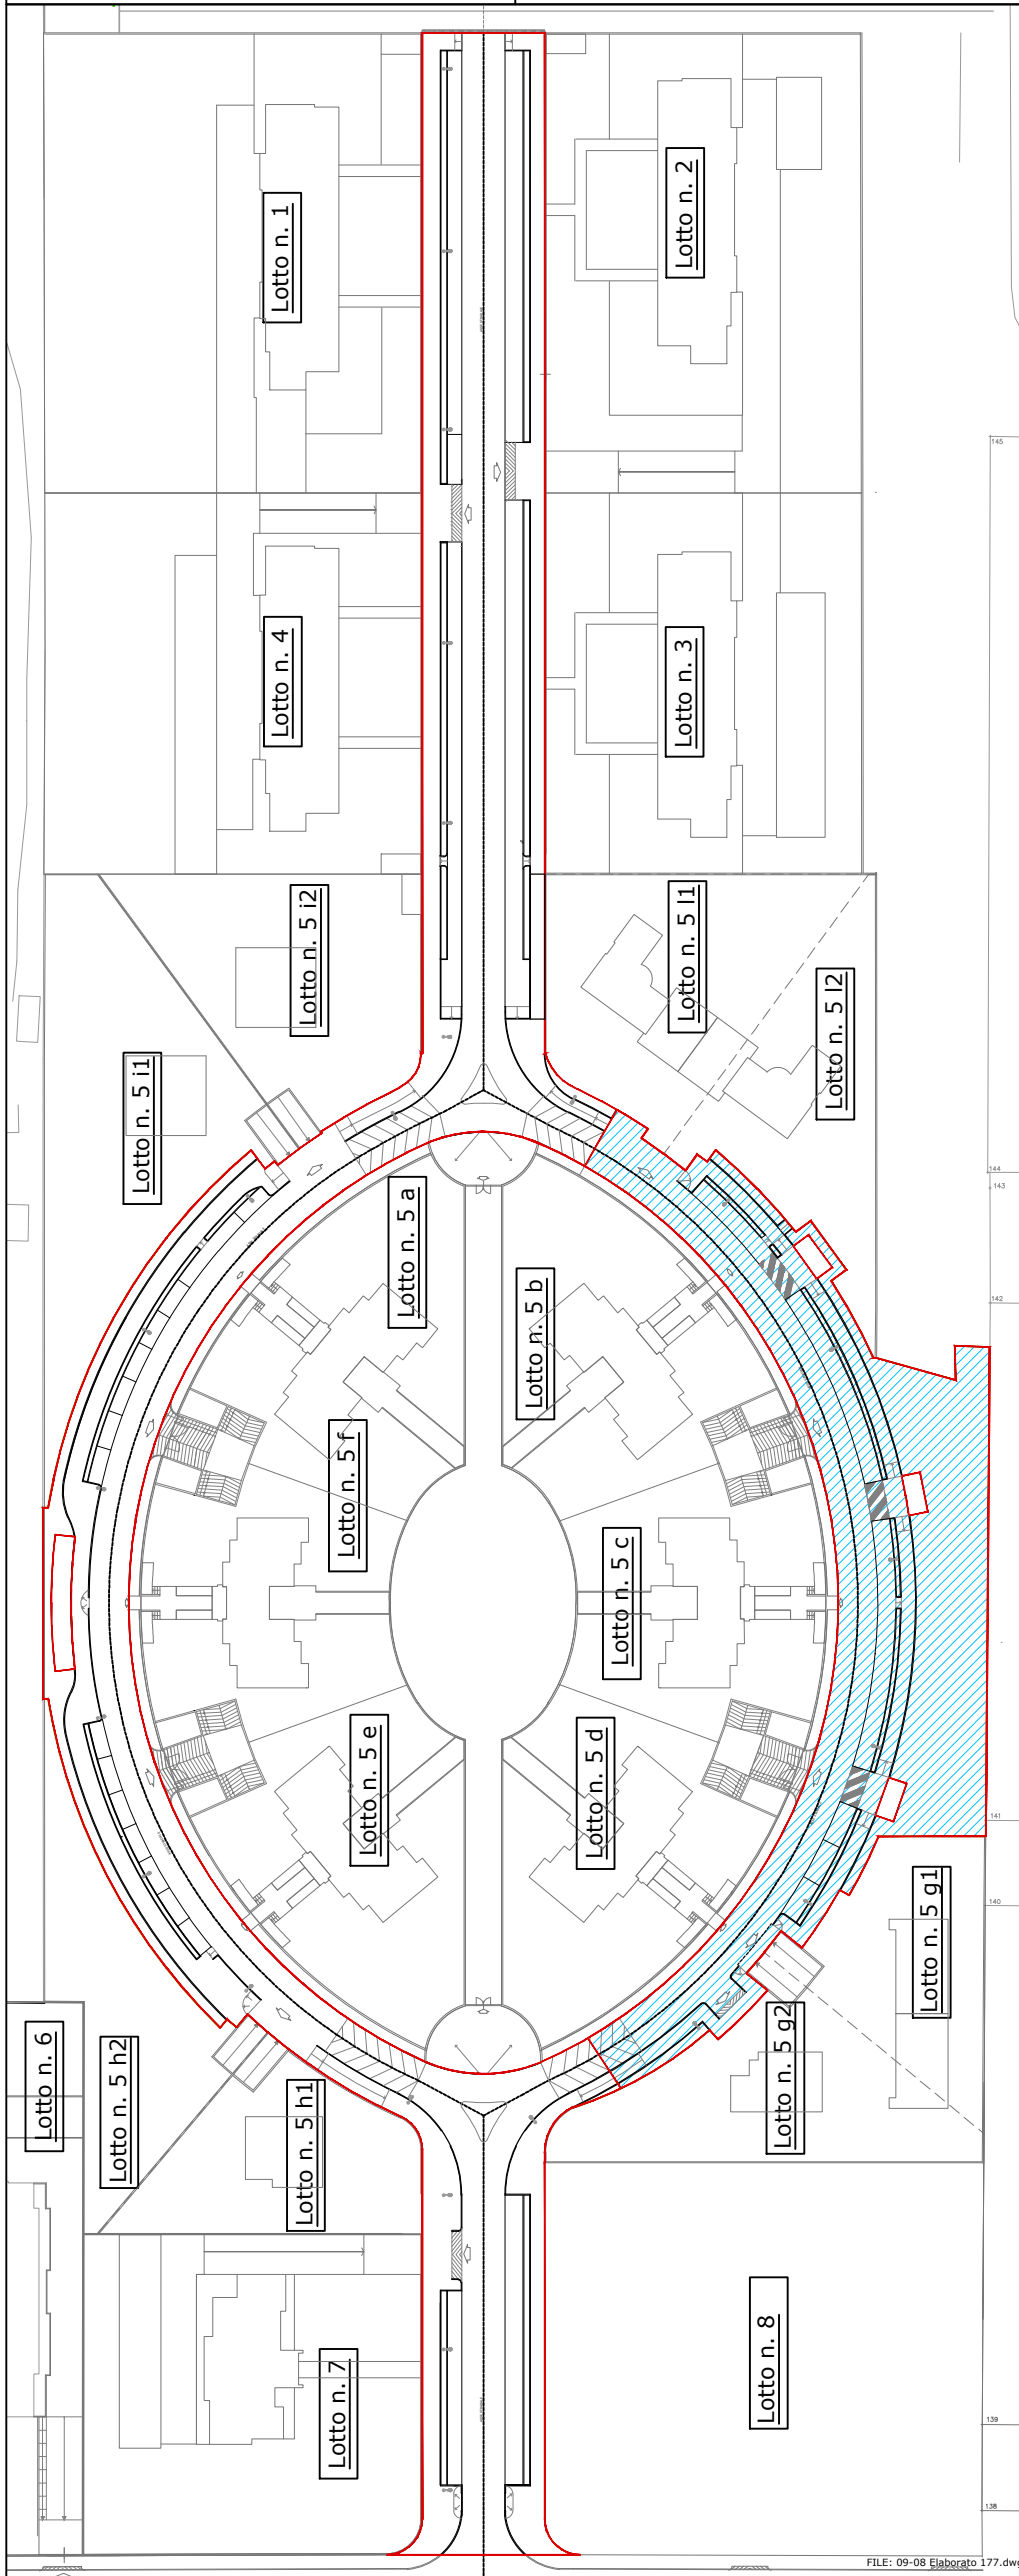 Lotto n. 1
Lotto n. 2
145
Lotto n. 4
Lotto n. 3
Lotto n. 5 i2
Lotto n. 5 l1
Lotto n. 5 l2
Lotto n. 5 i1
144
143
Lotto n. 5 a
Lotto n. 5 b
142
Lotto n. 5 f
Lotto n. 5 c
Lotto n. 5 e
Lotto n. 5 d
141
Lotto n. 5 g1
140
Lotto n. 6
Lotto n. 5 h2
Lotto n. 5 g2
Lotto n. 5 h1
Lotto n. 7
Lotto n. 8
139
138
FILE: 09-08 Elaborato 177.dwg